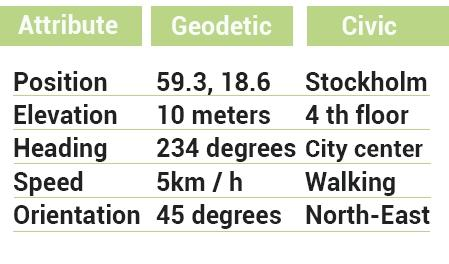 Attribute Geodetic Civic
Position 59.3, 18.6 Stockholm
Elevation 10 meters 4 th floor
Heading 234 degrees City center
Speed 5km / h Walking
Orientation 45 degrees North-East